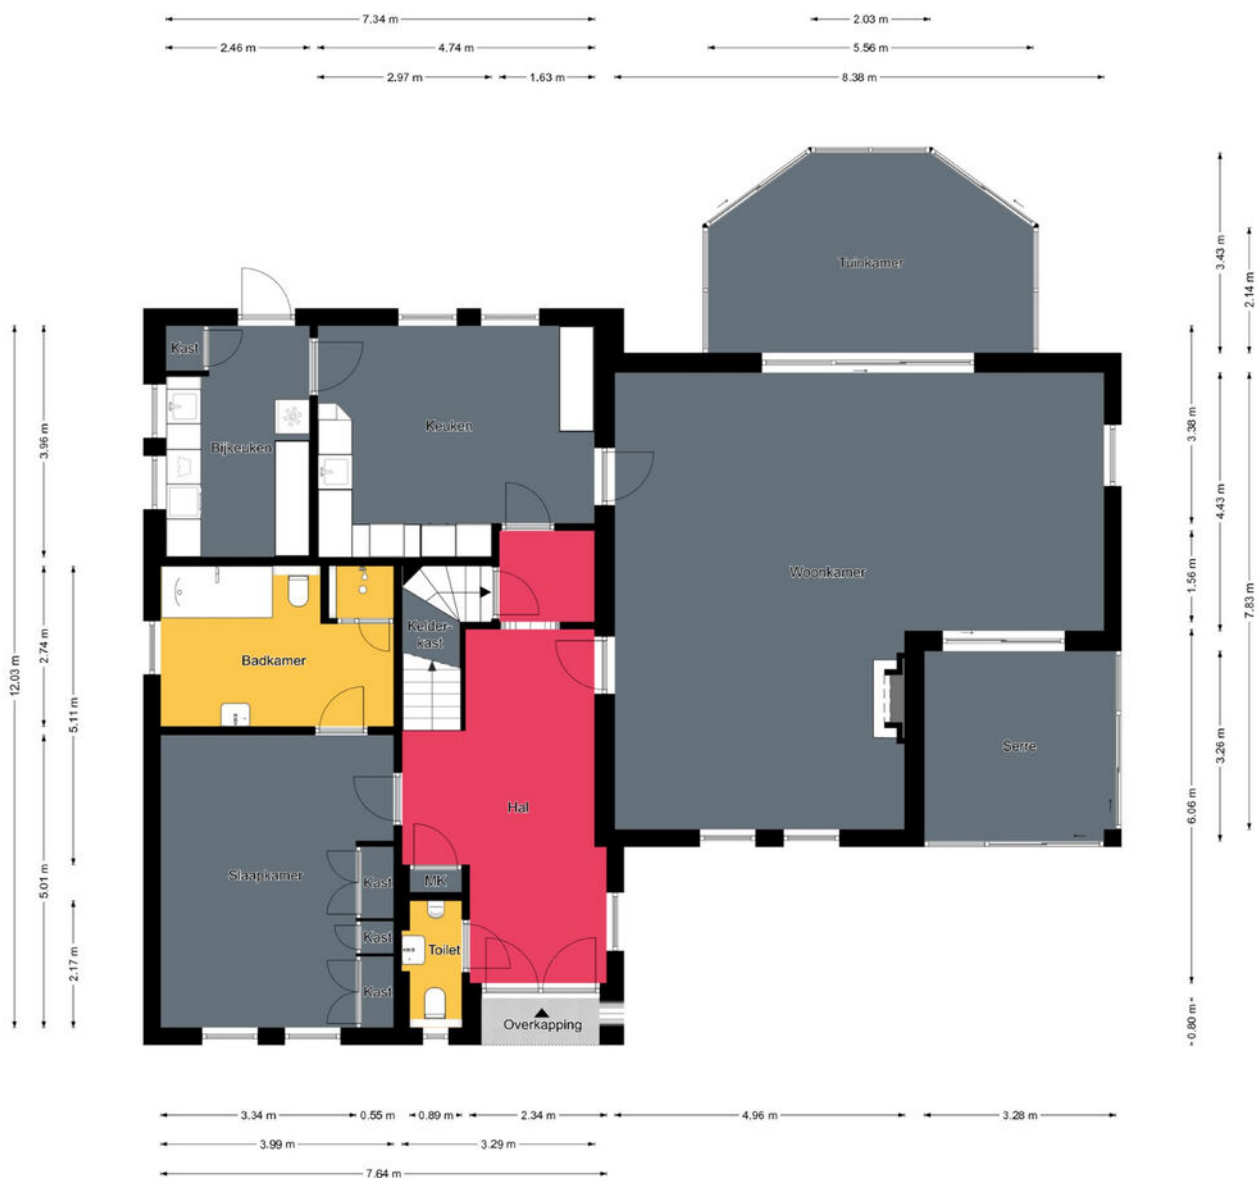 7.34 m
2.03 m
2.46 m
4.74 m
5.56 m
2.97 m
1.63 m
8.38 m
Tuinkamer
3.43 m
2.14 m
Kast
Keuken
Bijkeuken
3.96 m
3.38 m
4.43 m
Woonkamer
1.56 m
7.83 m
Kelder-
kast
Badkamer
2.74 m
12.03 m
5.11 m
Serre
3.26 m
Hal
6.06 m
Slaapkamer
Kast
MK
5.01 m
Kast
Toilet
2.17 m
Kast
Overkapping
0.80 m
3.34 m
0.55 m
0.89 m
2.34 m
4.96 m
3.28 m
3.99 m
3.29 m
7.64 m